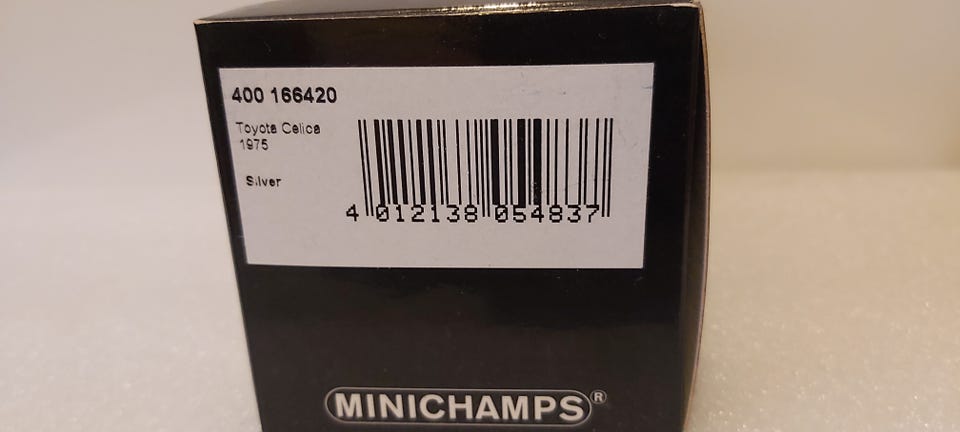 400 166420
Toyota Celica
1975
Silver
4 012138 054837
MINICHAMPS®